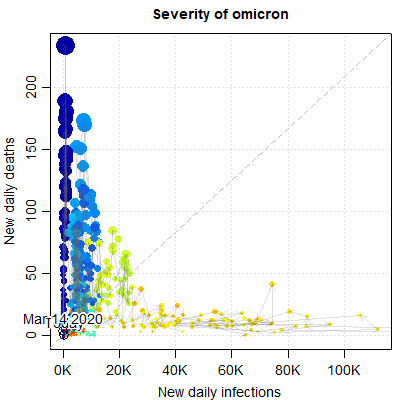 Severity of omicron
New daily deaths
200
150
100
50
0
Mar 14 2020
Today
0K
20K
40K
60K
80K
100K
New daily infections